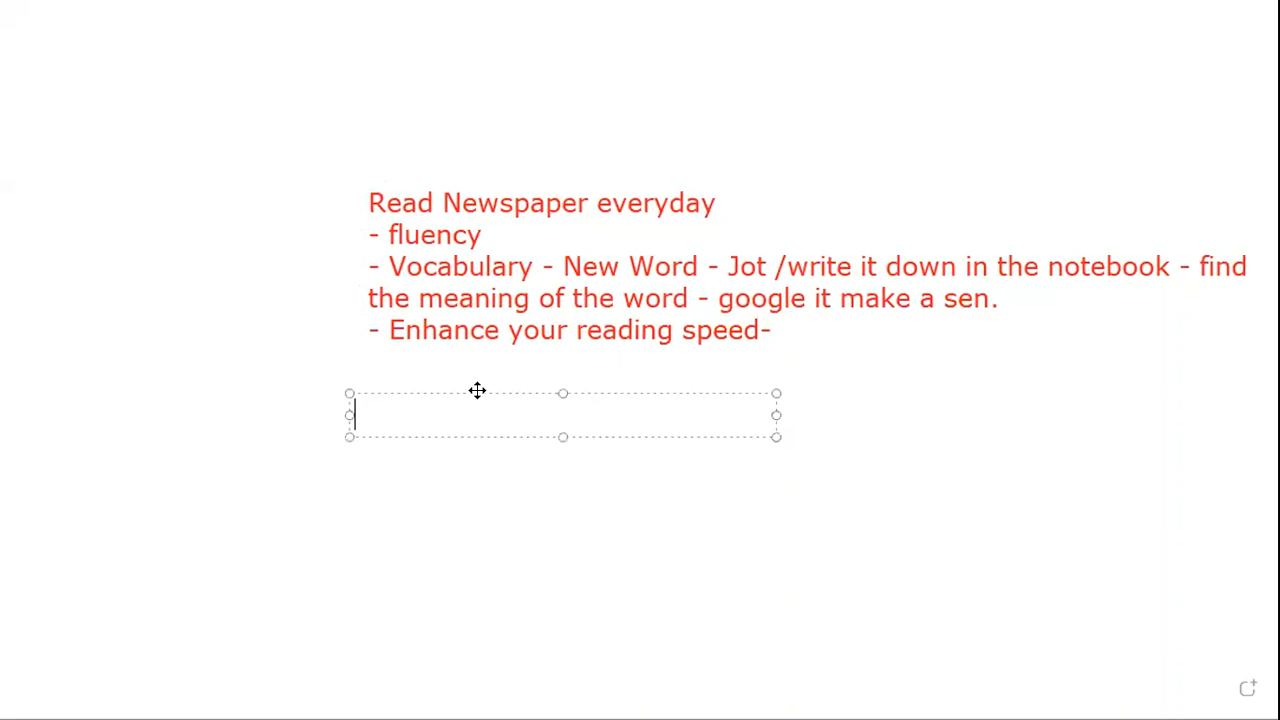 Read Newspaper everyday
- fluency
- Vocabulary - New Word - Jot /write it down in the notebook - find
the meaning of the word - google it make a sen.
- Enhance your reading speed-